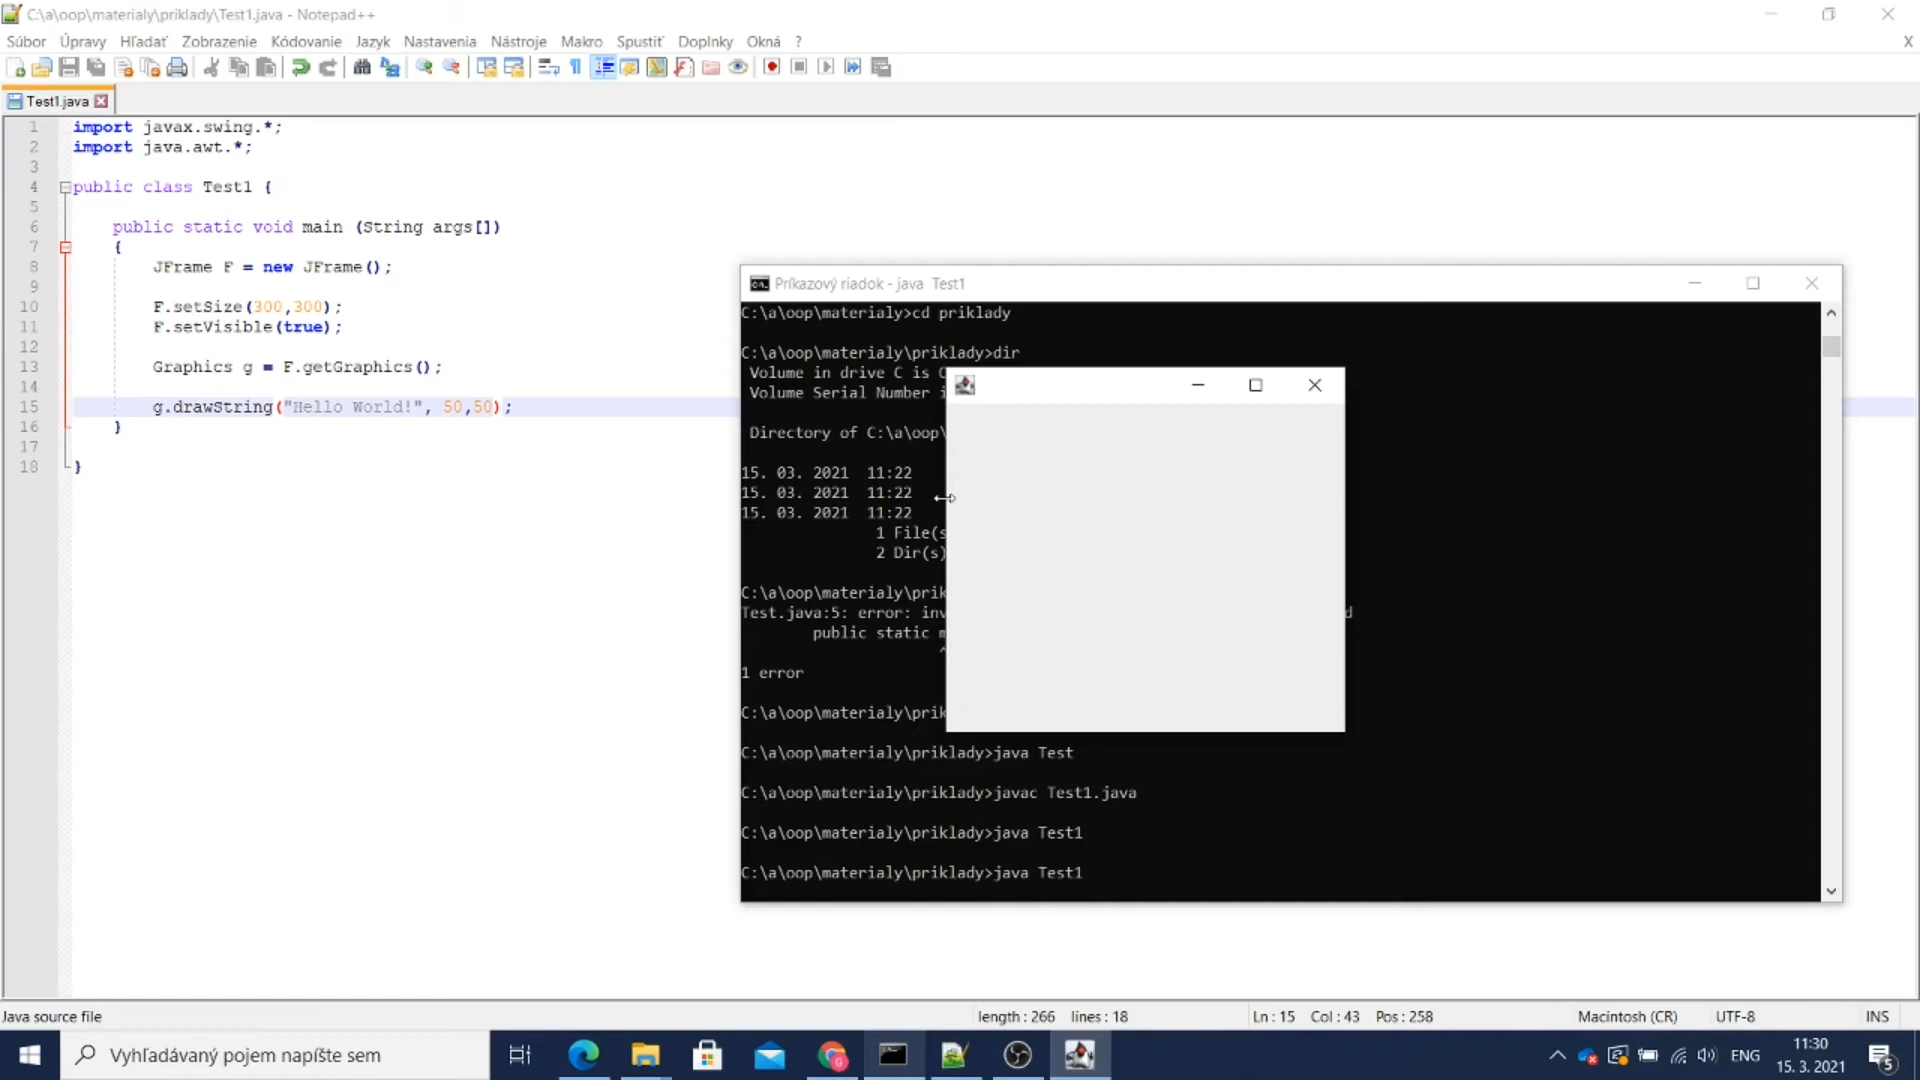 C:\a\oop\materialy\priklady\Test1.java - Notepad++
Súbor Úpravy Hľadať Zobrazenie Kódovanie Jazyk Nastavenia Nástroje Makro Spustiť Doplnky Okná ? X
Test1.java
1 import javax.swing.*;
2 import java.awt.*;
3
4 public class Test1 {
5
6 public static void main (String args[])
7 {
8 JFrame F = new JFrame();
9
10 F.setSize(300,300);
11 F.setVisible(true);
12
13 Graphics g = F.getGraphics();
14
15 g.drawString("Hello World!", 50,50);
16 }
17
18 }
Príkazový riadok - java Test1
C:\a\oop\materialy>cd priklady
C:\a\oop\materialy\priklady>dir
Volume in drive C is
Volume Serial Number
Directory of C:\a\oop\
15. 03. 2021 11:22
15. 03. 2021 11:22
15. 03. 2021 11:22
1 File(s
2 Dir(s)
C:\a\oop\materialy\prik
Test.java:5: error: inv d
public static m
^
1 error
C:\a\oop\materialy\prik
C:\a\oop\materialy\priklady>java Test
C:\a\oop\materialy\priklady>javac Test1.java
C:\a\oop\materialy\priklady>java Test1
C:\a\oop\materialy\priklady>java Test1
Java source file length : 266 lines : 18 Ln : 15 Col : 43 Pos : 258 Macintosh (CR) UTF-8 INS
Vyhľadávaný pojem napíšte sem
ENG
11:30
15. 3. 2021
5